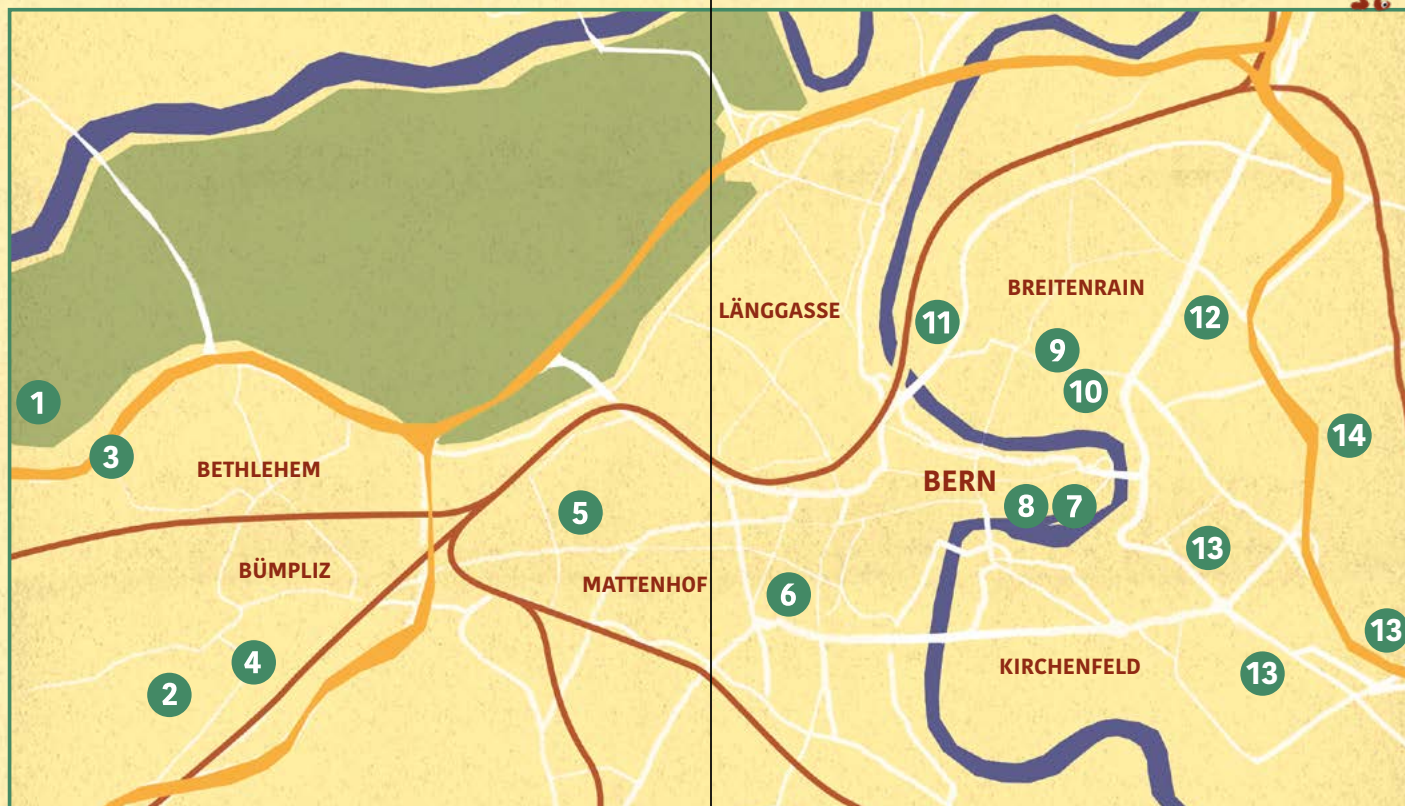 BREITENRAIN
LÄNGGASSE
11
12
9
10
1
14
3
BETHLEHEM
BERN
8
7
5
13
BÜMPLIZ
MATTENHOF
6
13
4
KIRCHENFELD
13
2